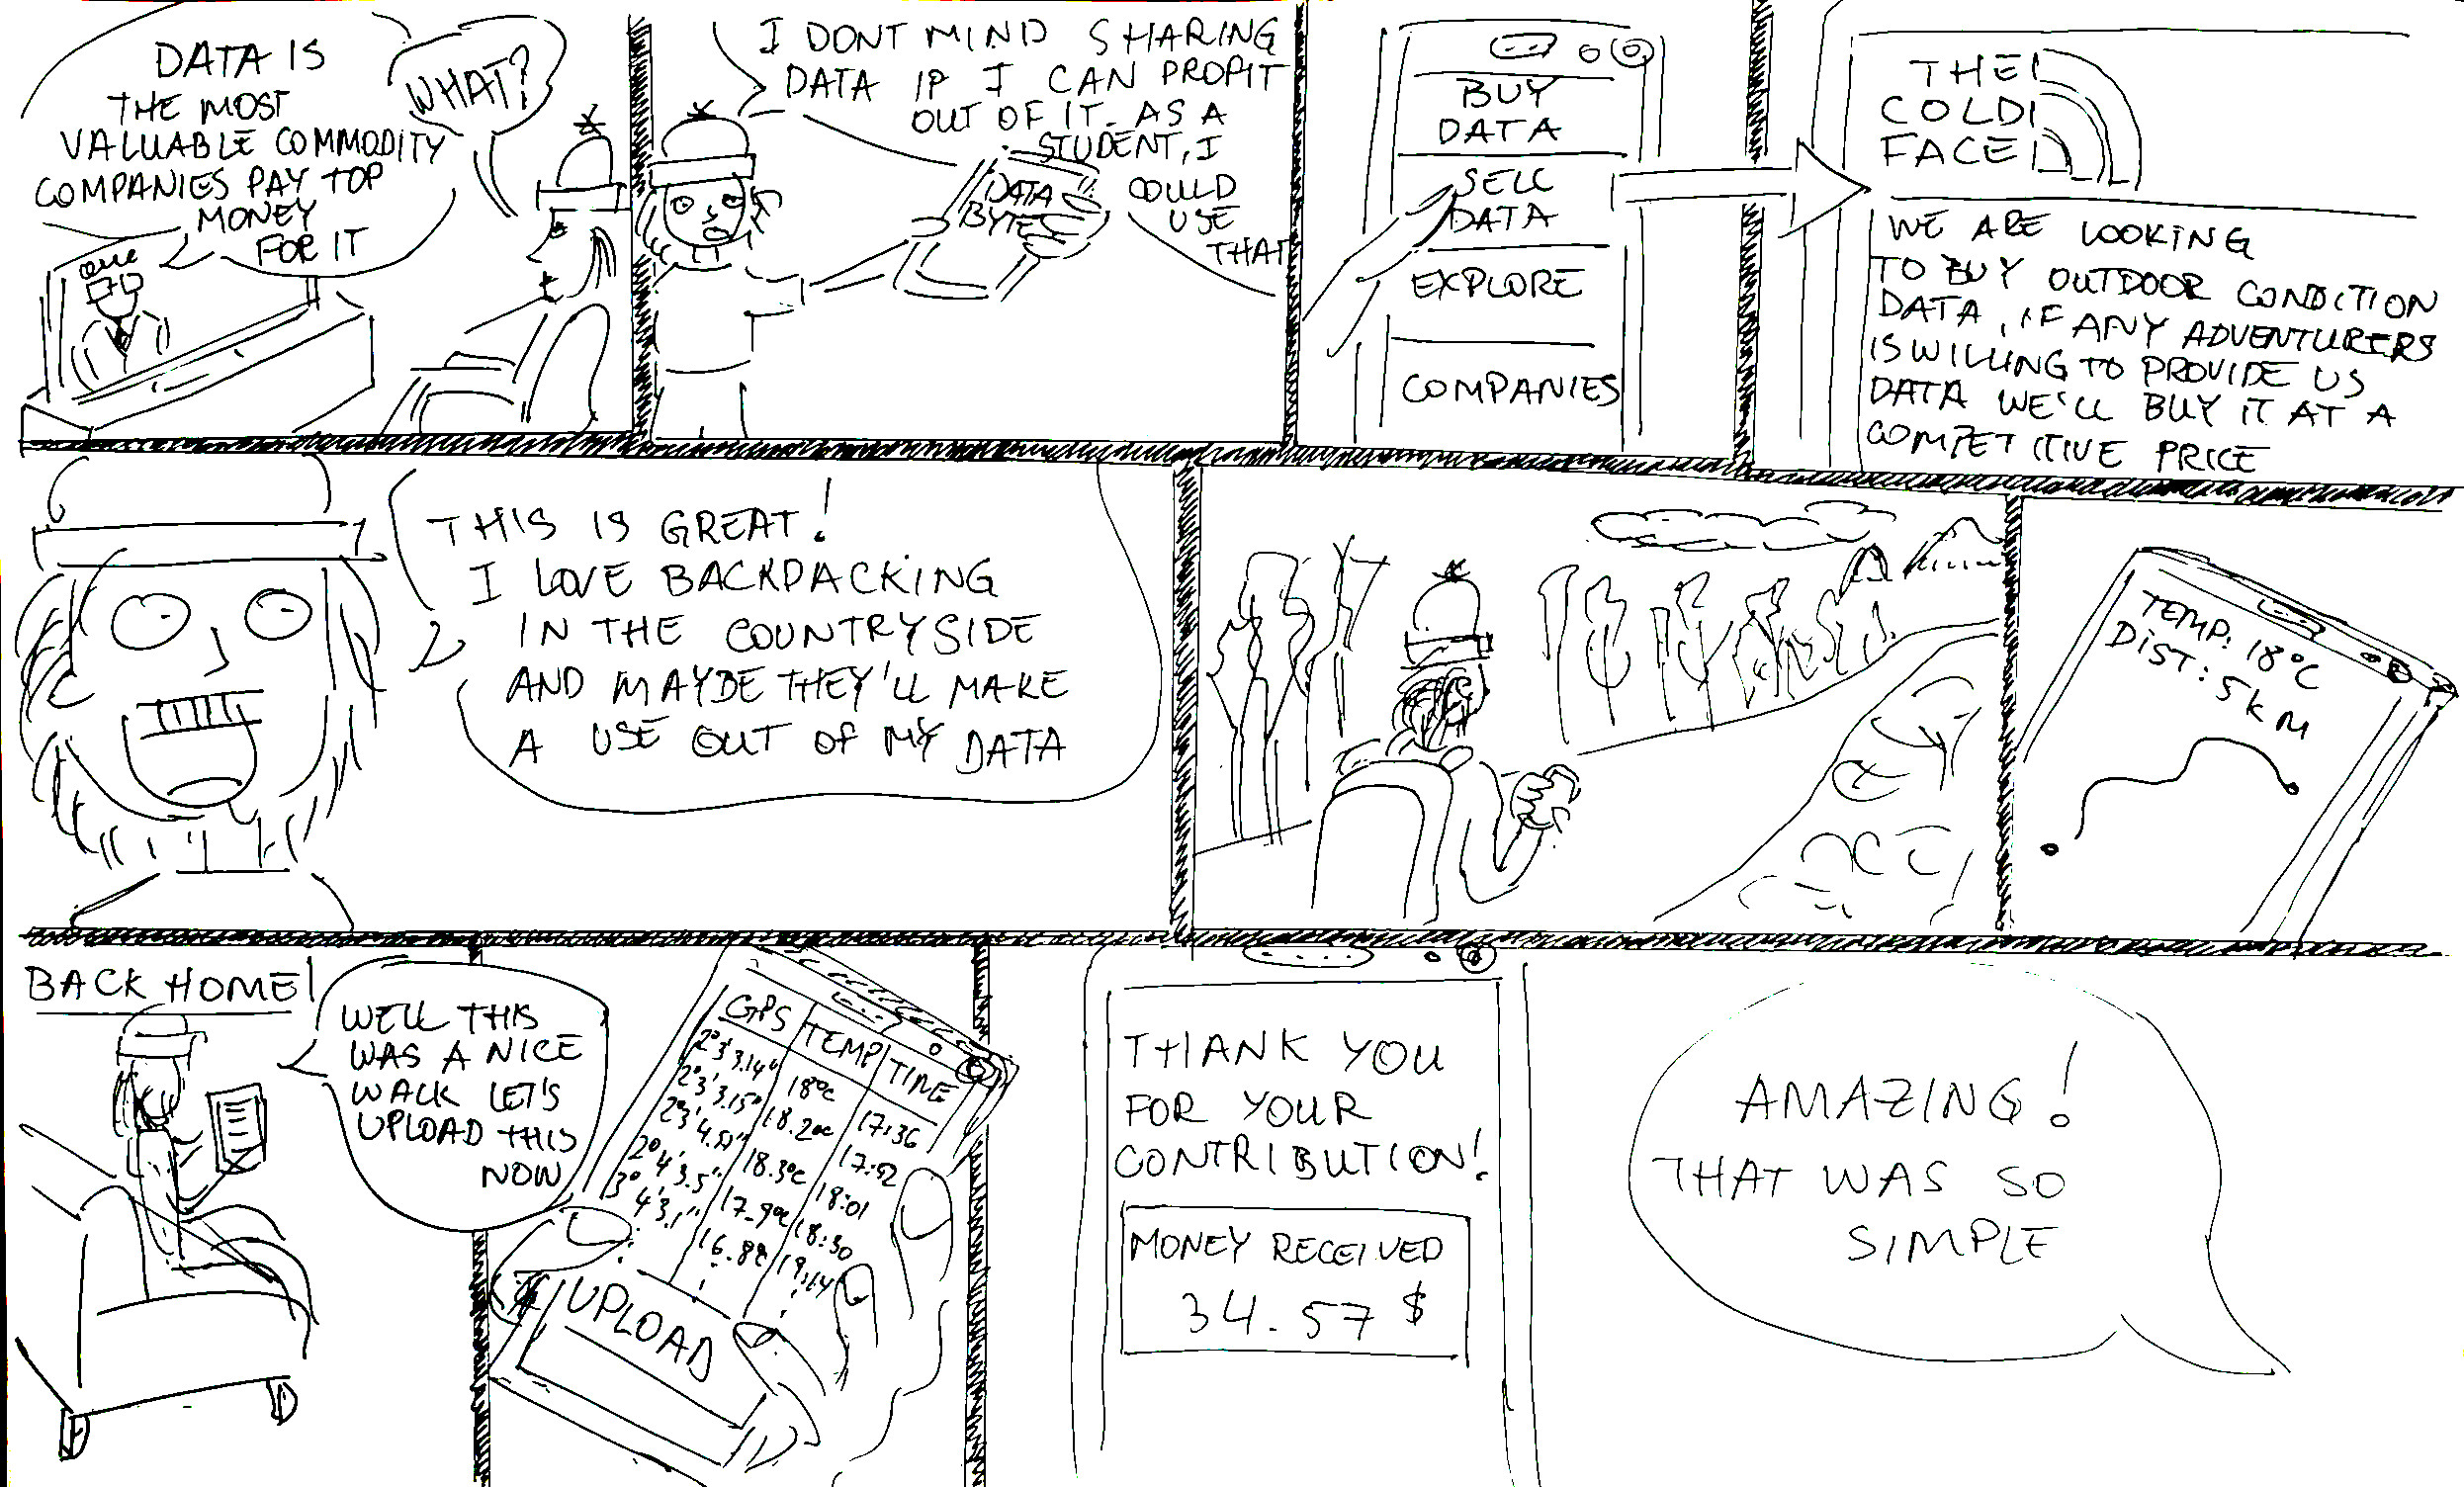 DATA IS
THE MOST
VALUABLE COMMODITY
COMPANIES PAY TOP
MONEY
FOR IT
WHAT?
I DONT MIND SHARING
DATA IF I CAN PROFIT
OUT OF IT. AS A
STUDENT, I
COULD
USE
THAT
DATA
BYTE
BUY
DATA
SELL
DATA
EXPLORE
COMPANIES
THE
COLD
FACE
WE ARE LOOKING
TO BUY OUTDOOR CONDITION
DATA, IF ANY ADVENTURERS
IS WILLING TO PROVIDE US
DATA WE'LL BUY IT AT A
COMPETITIVE PRICE
THIS IS GREAT!
I LOVE BACKPACKING
IN THE COUNTRYSIDE
AND MAYBE THEY'LL MAKE
A USE OUT OF MY DATA
TEMP: 18°C
DIST: 5KM
BACK HOME!
WELL THIS
WAS A NICE
WALK LET'S
UPLOAD THIS
NOW
GPS TEMP TIME
2°3'3.14" 18°C 17:36
2°3'3.15" 18.2°C 17:52
2°3'4.51" 18.3°C 18:01
2°4'3.5" 17.9°C 18:30
3°4'3.1" 16.8°C 19:14
UPLOAD
THANK YOU
FOR YOUR
CONTRIBUTION!
MONEY RECEIVED
34.57 $
AMAZING!
THAT WAS SO
SIMPLE